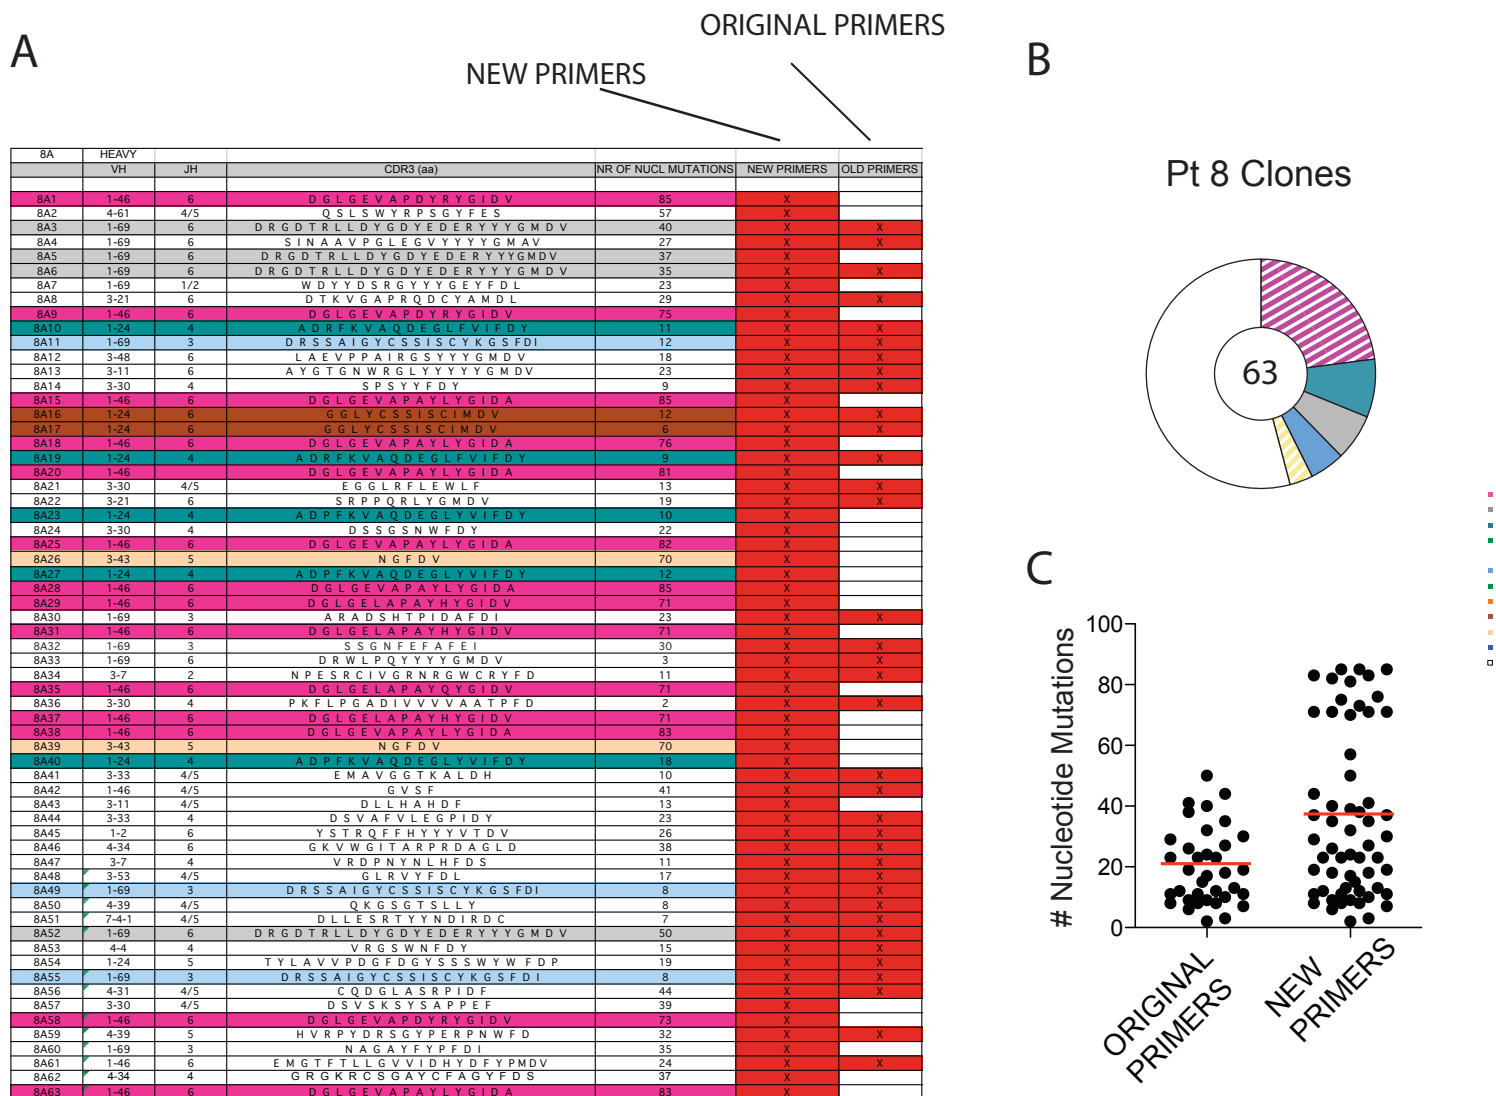 ORIGINAL PRIMERS
A
B
NEW PRIMERS
8A HEAVY
VH JH CDR3 (aa) NR OF NUCL MUTATIONS NEW PRIMERS OLD PRIMERS
8A1 1-46 6 D G L G E V A P D Y R Y G I D V 85 X
8A2 4-61 4/5 Q S L S W Y R P S G Y F E S 57 X
8A3 1-69 6 D R G D T R L L D Y G D Y E D E R Y Y Y G M D V 40 X X
8A4 1-69 6 S I N A A V P G L E G V Y Y Y Y G M A V 27 X X
8A5 1-69 6 D R G D T R L L D Y G D Y E D E R Y Y Y G M D V 37 X
8A6 1-69 6 D R G D T R L L D Y G D Y E D E R Y Y Y G M D V 35 X X
8A7 1-69 1/2 W D Y Y D S R G Y Y Y G E Y F D L 23 X
8A8 3-21 6 D T K V G A P R Q D C Y A M D L 29 X X
8A9 1-46 6 D G L G E V A P D Y R Y G I D V 75 X
8A10 1-24 4 A D R F K V A Q D E G L F V I F D Y 11 X X
8A11 1-69 3 D R S S A I G Y C S S I S C Y K G S F D I 12 X X
8A12 3-48 6 L A E V P P A I R G S Y Y Y G M D V 18 X X
8A13 3-11 6 A Y G T G N W R G L Y Y Y Y Y G M D V 23 X X
8A14 3-30 4 S P S Y Y F D Y 9 X X
8A15 1-46 6 D G L G E V A P A Y L Y G I D A 85 X
8A16 1-24 6 G G L Y C S S I S C I M D V 12 X X
8A17 1-24 6 G G L Y C S S I S C I M D V 6 X X
8A18 1-46 6 D G L G E V A P A Y L Y G I D A 76 X
8A19 1-24 4 A D R F K V A Q D E G L F V I F D Y 9 X X
8A20 1-46 D G L G E V A P A Y L Y G I D A 81 X
8A21 3-30 4/5 E G G L R F L E W L F 13 X X
8A22 3-21 6 S R P P Q R L Y G M D V 19 X X
8A23 1-24 4 A D P F K V A Q D E G L Y V I F D Y 10 X
8A24 3-30 4 D S S G S N W F D Y 22 X
8A25 1-46 6 D G L G E V A P A Y L Y G I D A 82 X
8A26 3-43 5 N G F D V 70 X
8A27 1-24 4 A D P F K V A Q D E G L Y V I F D Y 12 X
8A28 1-46 6 D G L G E V A P A Y L Y G I D A 85 X
8A29 1-46 6 D G L G E L A P A Y H Y G I D V 71 X
8A30 1-69 3 A R A D S H T P I D A F D I 23 X X
8A31 1-46 6 D G L G E L A P A Y H Y G I D V 71 X
8A32 1-69 3 S S G N F E F A F E I 30 X X
8A33 1-69 6 D R W L P Q Y Y Y Y G M D V 3 X X
8A34 3-7 2 N P E S R C I V G R N R G W C R Y F D 11 X X
8A35 1-46 6 D G L G E L A P A Y Q Y G I D V 71 X
8A36 3-30 4 P K F L P G A D I V V V V A A T P F D 2 X X
8A37 1-46 6 D G L G E L A P A Y H Y G I D V 71 X
8A38 1-46 6 D G L G E V A P A Y L Y G I D A 83 X
8A39 3-43 5 N G F D V 70 X
8A40 1-24 4 A D P F K V A Q D E G L Y V I F D Y 18 X
8A41 3-33 4/5 E M A V G G T K A L D H 10 X X
8A42 1-46 4/5 G V S F 41 X X
8A43 3-11 4/5 D L L H A H D F 13 X
8A44 3-33 4 D S V A F V L E G P I D Y 23 X X
8A45 1-2 6 Y S T R Q F F H Y Y Y V T D V 26 X X
8A46 4-34 6 G K V W G I T A R P R D A G L D 38 X X
8A47 3-7 4 V R D P N Y N L H F D S 11 X X
8A48 3-53 4/5 G L R V Y F D L 17 X X
8A49 1-69 3 D R S S A I G Y C S S I S C Y K G S F D I 8 X X
8A50 4-39 4/5 Q K G S G T S L L Y 8 X X
8A51 7-4-1 4/5 D L L E S R T Y Y N D I R D C 7 X X
8A52 1-69 6 D R G D T R L L D Y G D Y E D E R Y Y Y G M D V 50 X X
8A53 4-4 4 V R G S W N F D Y 15 X X
8A54 1-24 5 T Y L A V V P D G F D G Y S S S W Y W F D P 19 X X
8A55 1-69 3 D R S S A I G Y C S S I S C Y K G S F D I 8 X X
8A56 4-31 4/5 C Q D G L A S R P I D F 44 X X
8A57 3-30 4/5 D S V S K S Y S A P P E F 39 X
8A58 1-46 6 D G L G E V A P D Y R Y G I D V 73 X
8A59 4-39 5 H V R P Y D R S G Y P E R P N W F D 32 X X
8A60 1-69 3 N A G A Y F Y P F D I 35 X
8A61 1-46 6 E M G T F T L L G V V I D H Y D F Y P M D V 24 X X
8A62 4-34 4 G R G K R C S G A Y C F A G Y F D S 37 X
8A63 1-46 6 D G L G E V A P A Y L Y G I D A 83 X
Pt 8 Clones
63
C
# Nucleotide Mutations
100
80
60
40
20
0
ORIGINAL
PRIMERS
NEW
PRIMERS